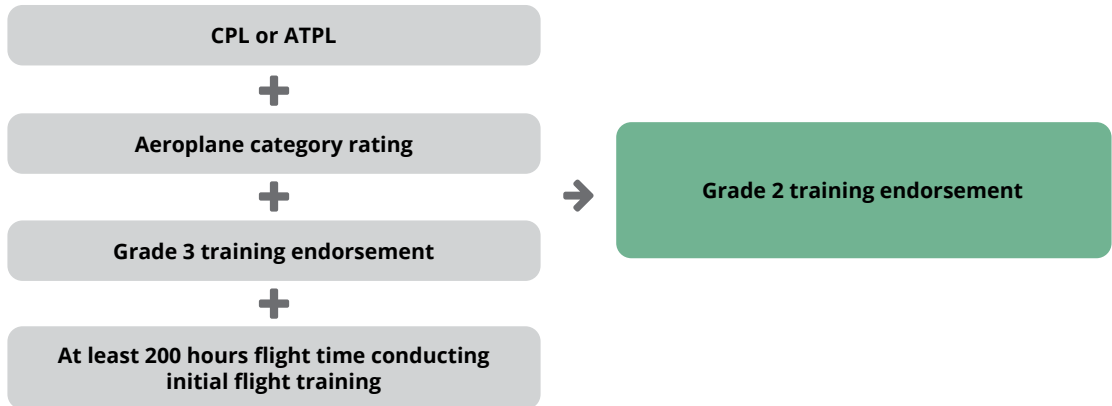 CPL or ATPL
Aeroplane category rating
Grade 3 training endorsement
At least 200 hours flight time conducting
initial flight training
Grade 2 training endorsement